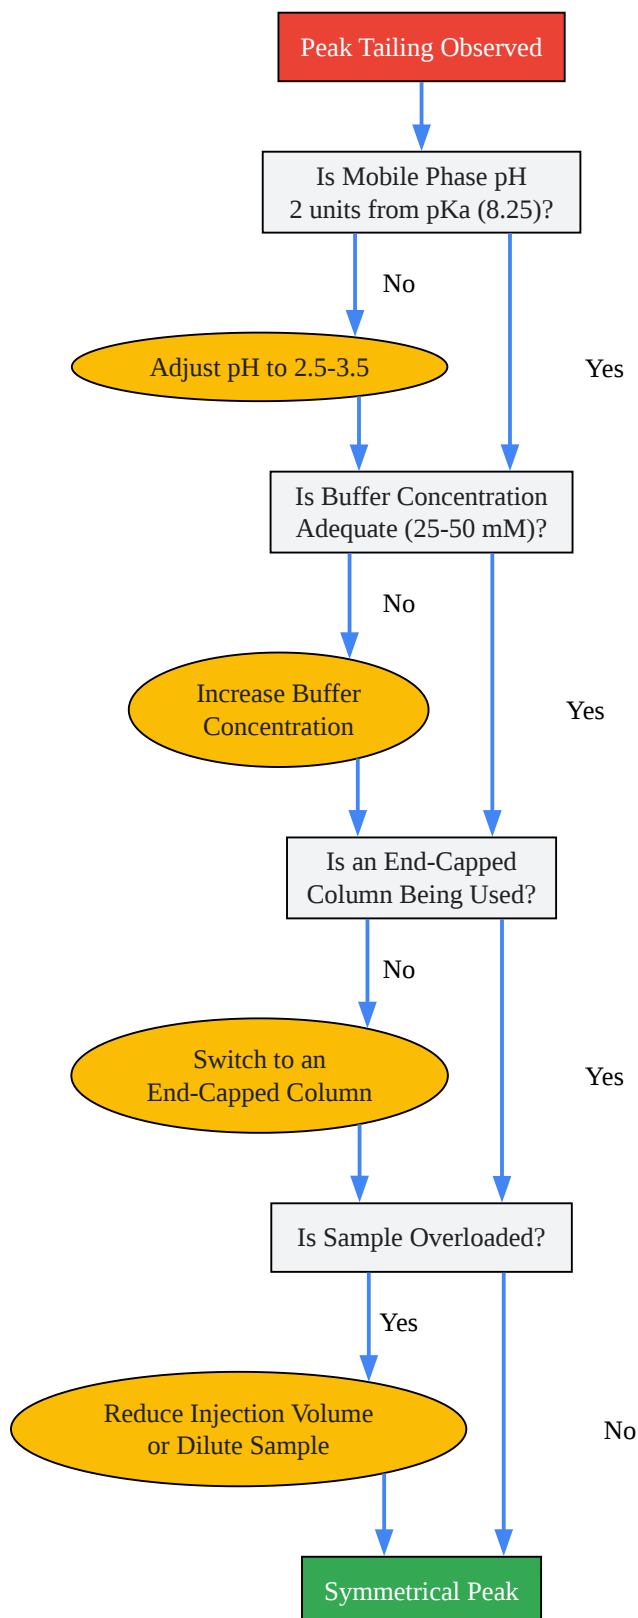 Peak Tailing Observed
Is Mobile Phase pH
2 units from pKa (8.25)?
No
Adjust pH to 2.5-3.5
Yes
Is Buffer Concentration
Adequate (25-50 mM)?
No
Increase Buffer
Concentration
Yes
Is an End-Capped
Column Being Used?
No
Switch to an
End-Capped Column
Yes
Is Sample Overloaded?
Yes
Reduce Injection Volume
or Dilute Sample
No
Symmetrical Peak